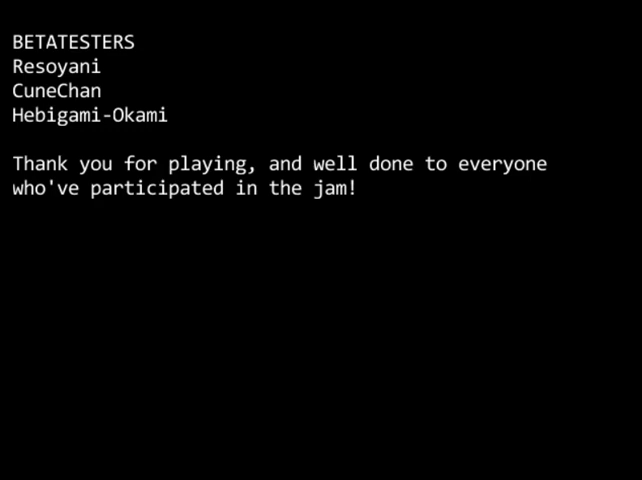 BETATESTERS
Resoyani
CuneChan
Hebigami-Okami
Thank you for playing, and well done to everyone
who've participated in the jam!